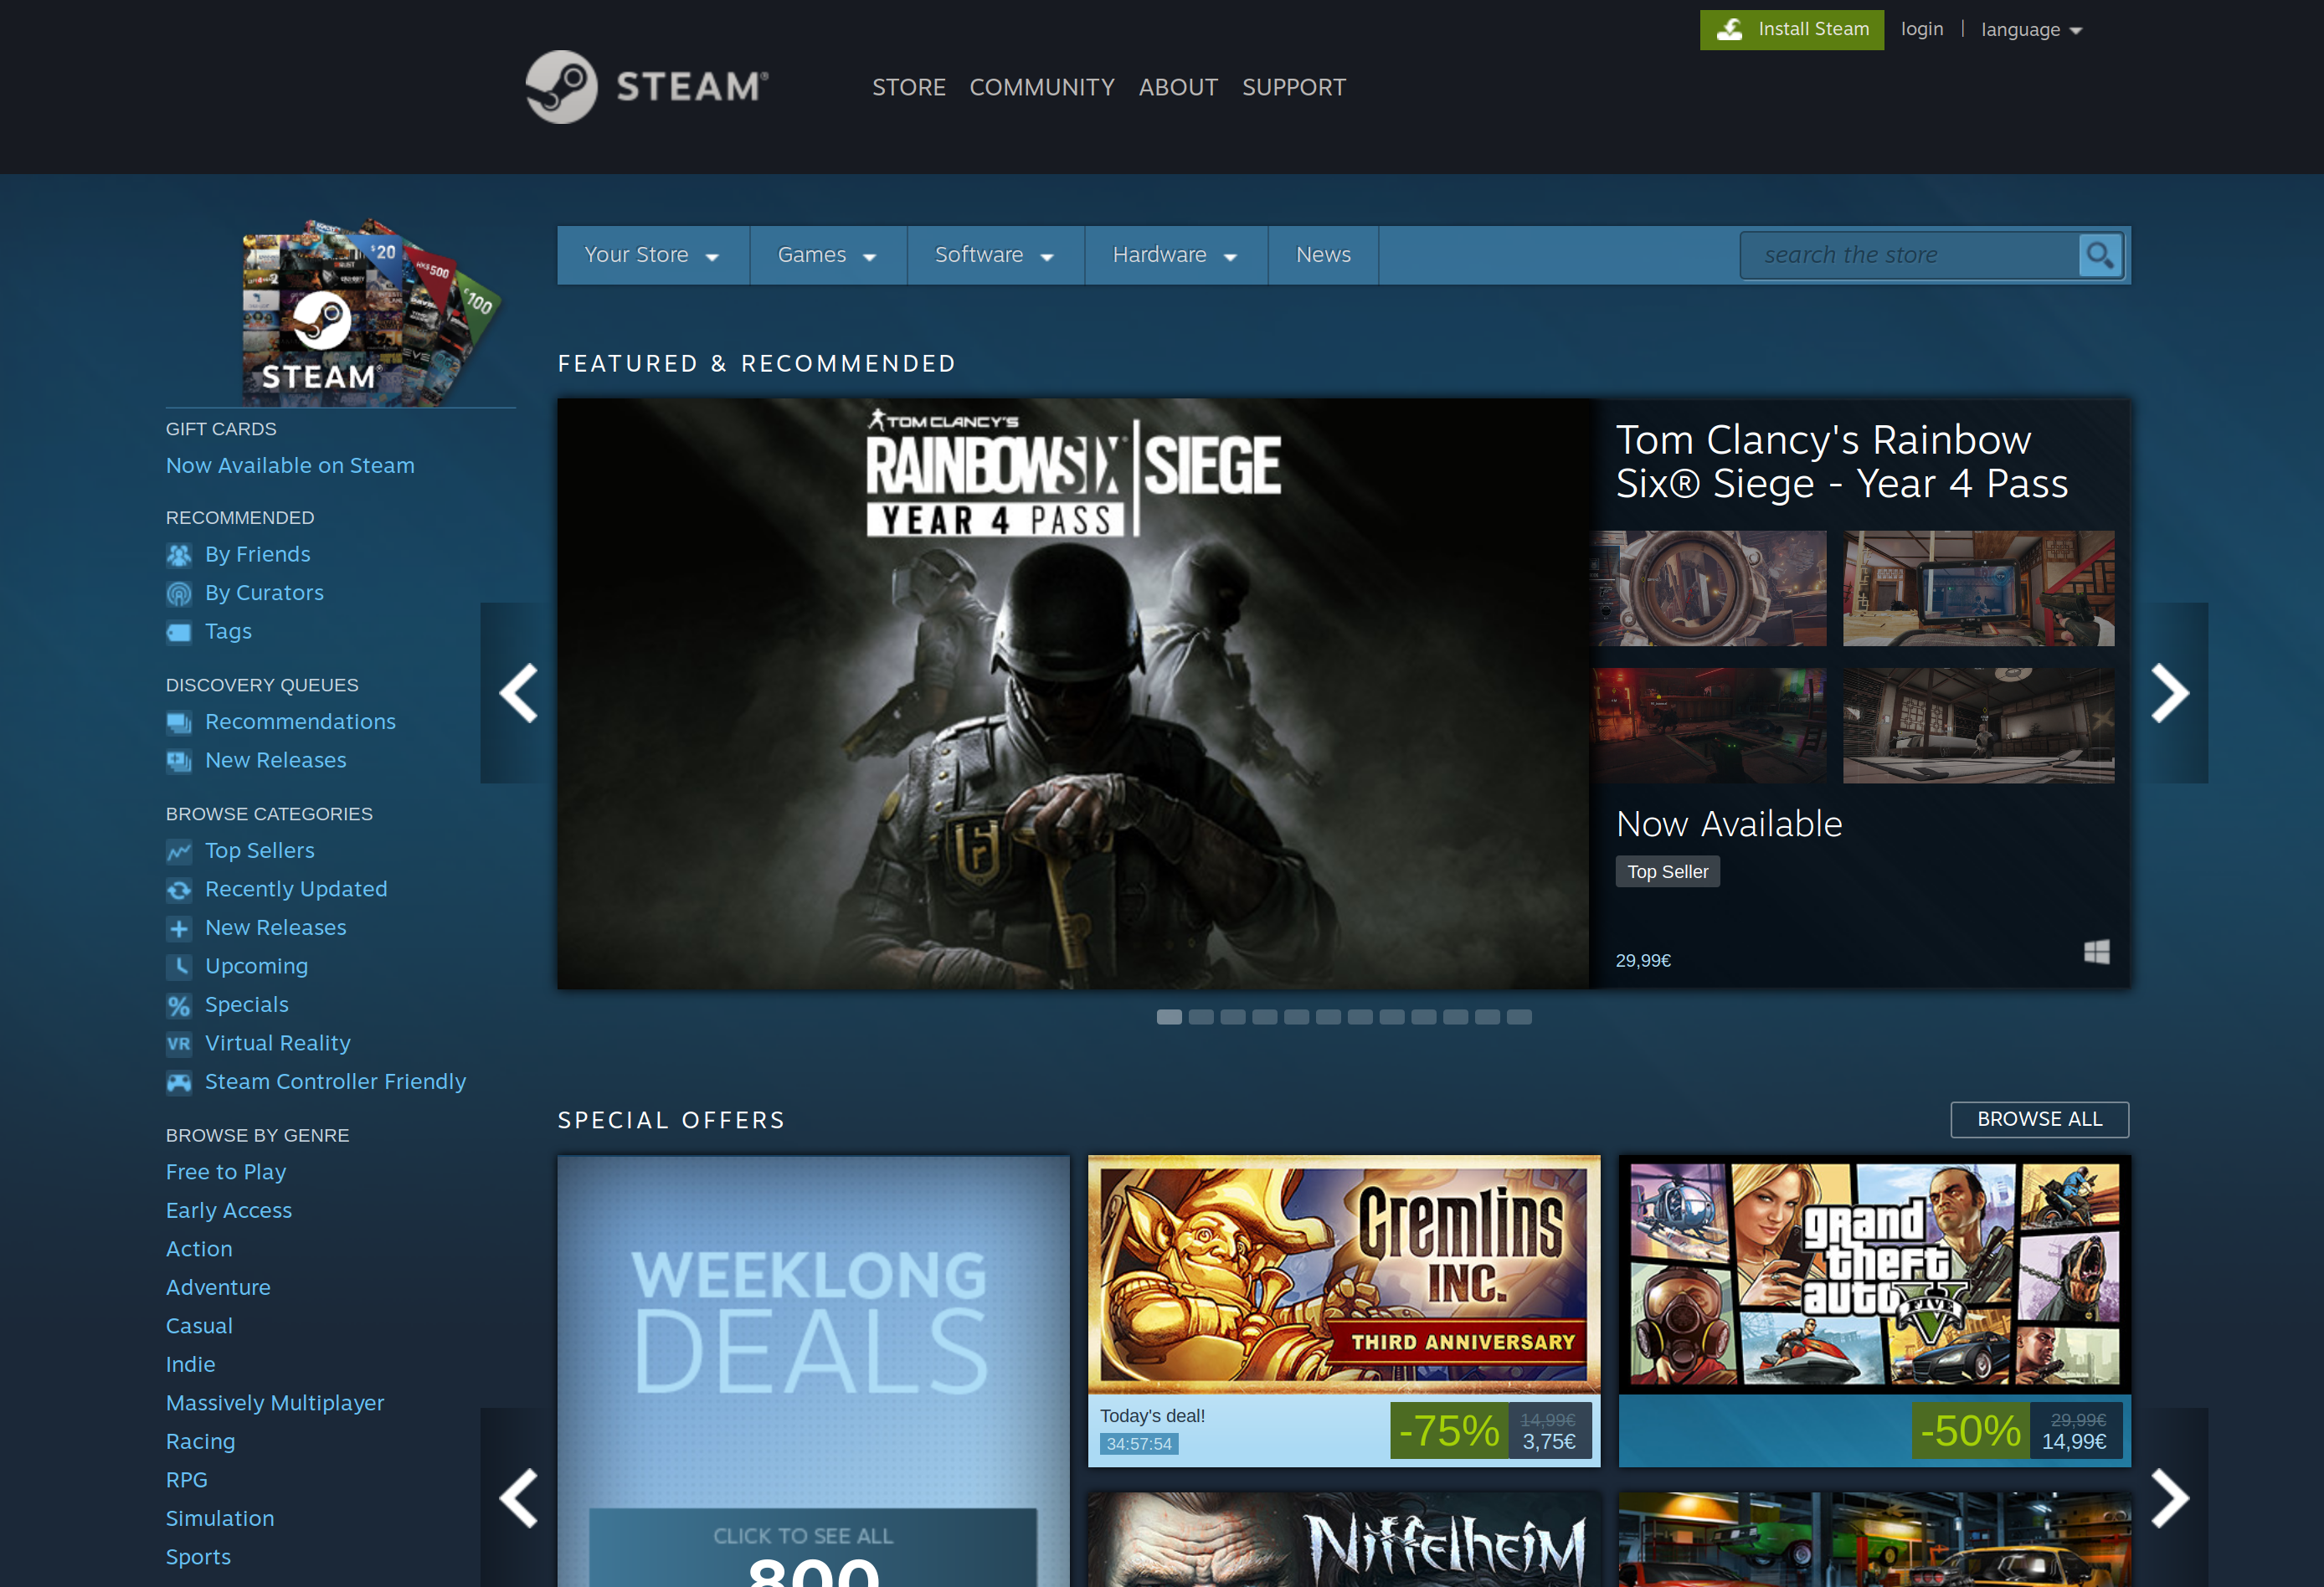 Install Steam
login | language
STEAM®
STORE COMMUNITY ABOUT SUPPORT
$20
HK$500
€100
STEAM
GIFT CARDS
Now Available on Steam
RECOMMENDED
By Friends
By Curators
Tags
DISCOVERY QUEUES
Recommendations
New Releases
BROWSE CATEGORIES
Top Sellers
Recently Updated
New Releases
Upcoming
Specials
VR Virtual Reality
Steam Controller Friendly
BROWSE BY GENRE
Free to Play
Early Access
Action
Adventure
Casual
Indie
Massively Multiplayer
Racing
RPG
Simulation
Sports
Your Store Games Software Hardware News
search the store
FEATURED & RECOMMENDED
TOM CLANCY'S
RAINBOWSIX SIEGE
YEAR 4 PASS
Tom Clancy's Rainbow
Six® Siege - Year 4 Pass
Now Available
Top Seller
29,99€
SPECIAL OFFERS
BROWSE ALL
WEEKLONG
DEALS
CLICK TO SEE ALL
800
Gremlins
INC.
THIRD ANNIVERSARY
Today's deal!
34:57:54
-75%
14,99€
3,75€
grand
theft
auto
V
FIVE
-50%
29,99€
14,99€
Niffelheim